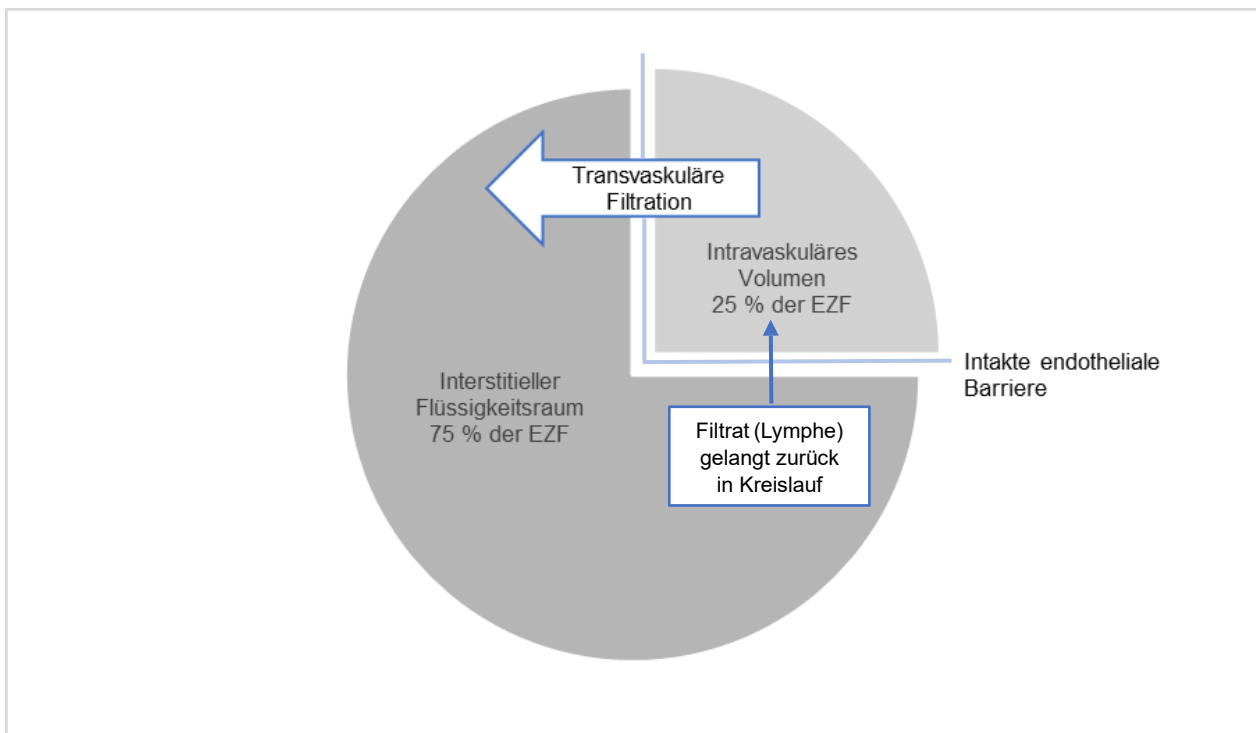 Transvaskuläre
Filtration
Intravaskuläres
Volumen
25 % der EZF
Intakte endotheliale
Barriere
Interstitieller
Flüssigkeitsraum
75 % der EZF
Filtrat (Lymphe)
gelangt zurück
in Kreislauf